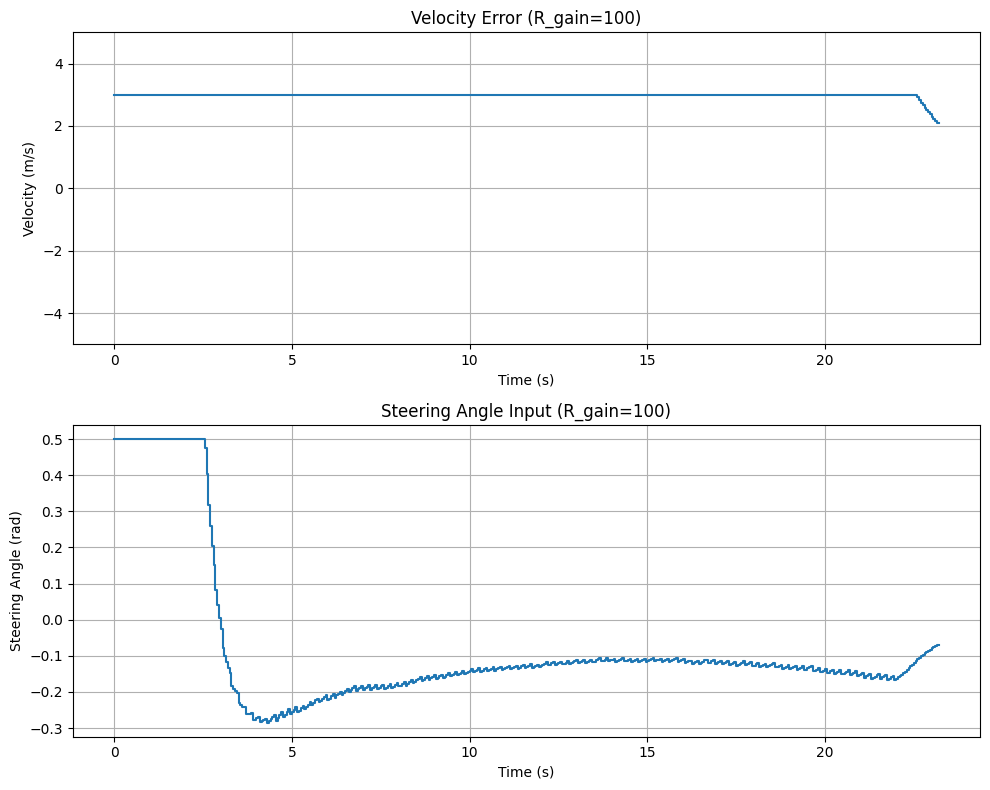 Velocity Error (R_gain=100)
Velocity (m/s)
4
2
0
−2
−4
0 5 10 15 20
Time (s)
Steering Angle Input (R_gain=100)
Steering Angle (rad)
0.5
0.4
0.3
0.2
0.1
0.0
−0.1
−0.2
−0.3
0 5 10 15 20
Time (s)